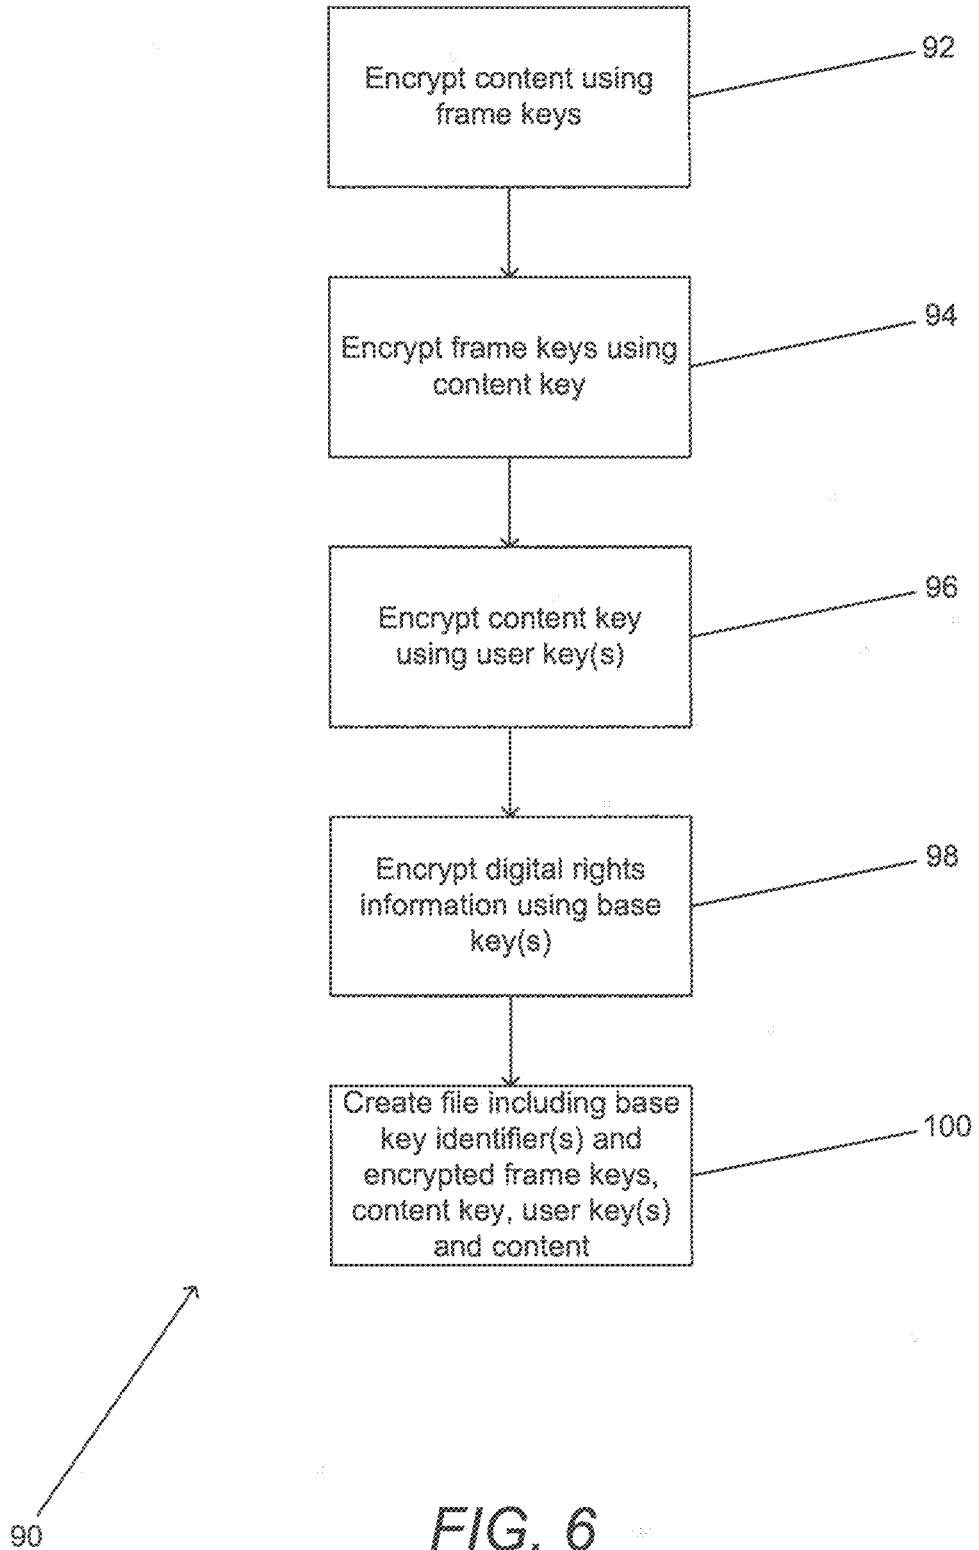 Encrypt content using
frame keys
92
Encrypt frame keys using
content key
94
Encrypt content key
using user key(s)
96
Encrypt digital rights
information using base
key(s)
98
Create file including base
key identifier(s) and
encrypted frame keys,
content key, user key(s)
and content
100
90
FIG. 6